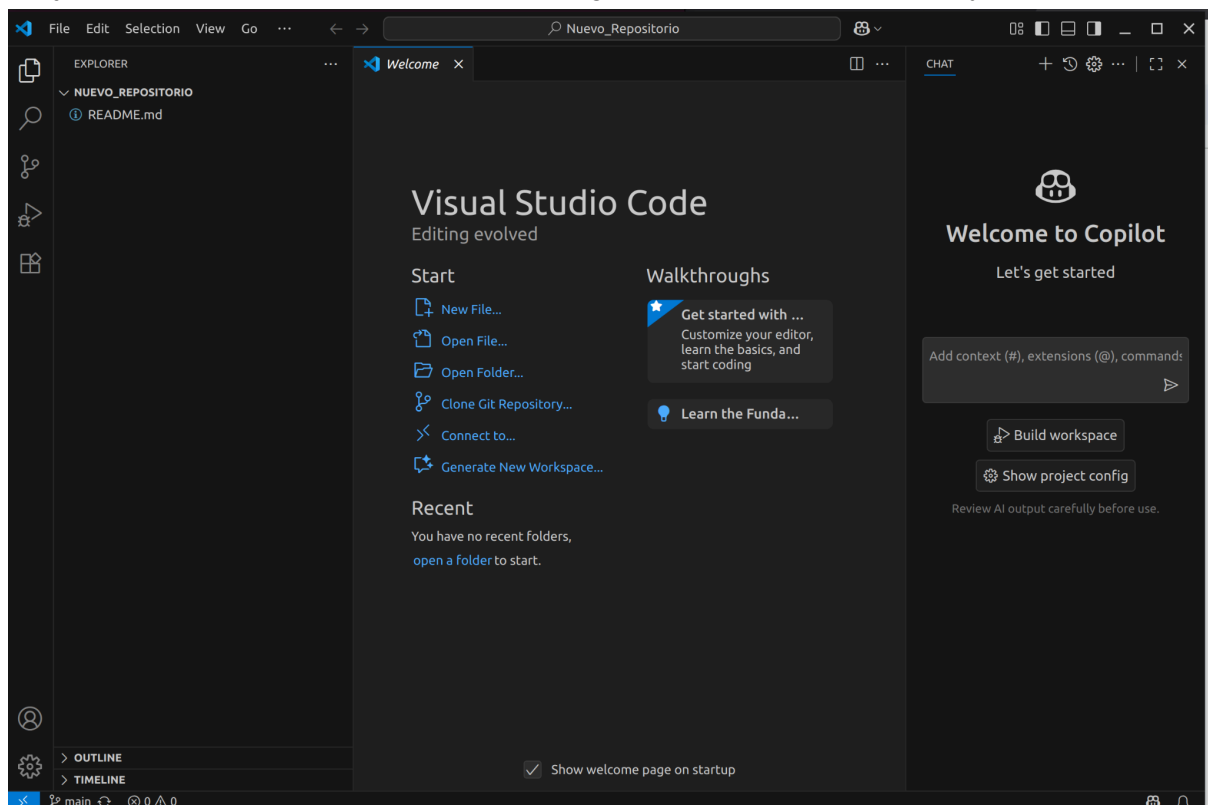 File Edit Selection View Go ...
Nuevo_Repositorio
EXPLORER
NUEVO_REPOSITORIO
README.md
OUTLINE
TIMELINE
Welcome
Visual Studio Code
Editing evolved
Start
New File...
Open File...
Open Folder...
Clone Git Repository...
Connect to...
Generate New Workspace...
Recent
You have no recent folders,
open a folder to start.
Walkthroughs
Get started with ...
Customize your editor,
learn the basics, and
start coding
Learn the Funda...
Show welcome page on startup
CHAT
Welcome to Copilot
Let's get started
Add context (#), extensions (@), commands
Build workspace
Show project config
Review AI output carefully before use.
main 0 0